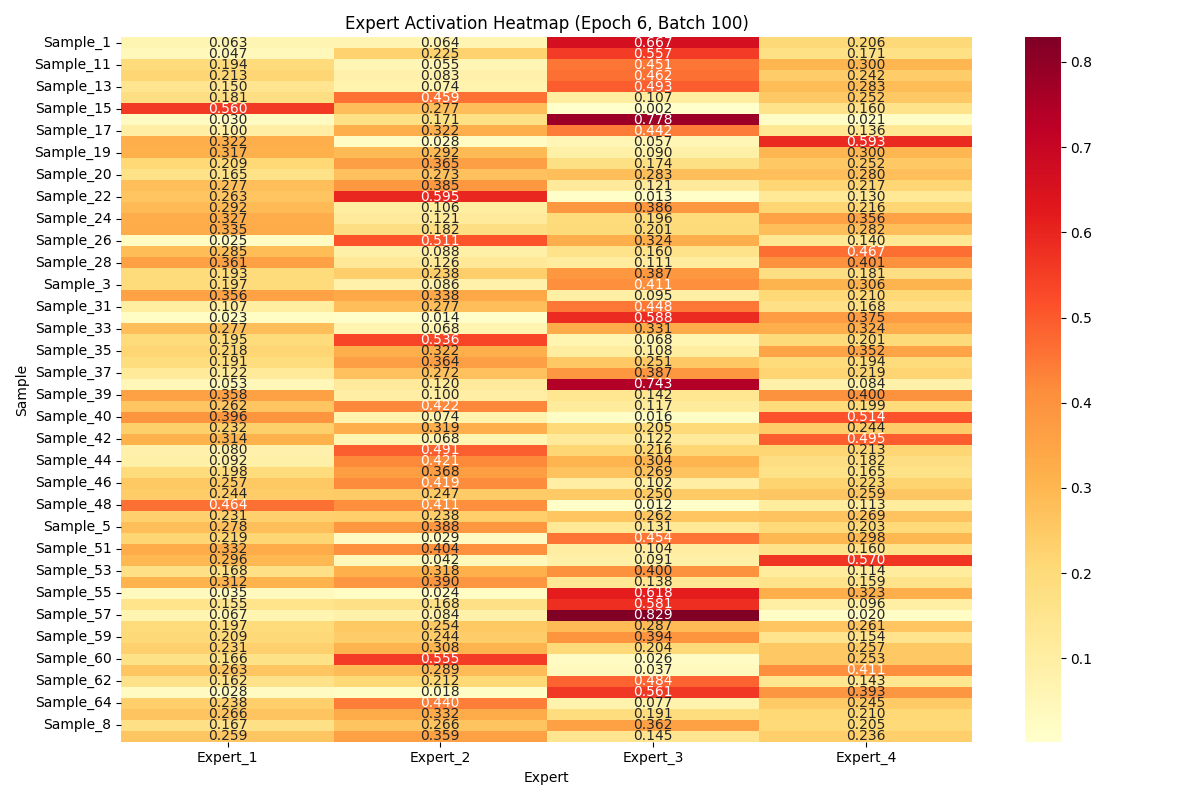 Expert Activation Heatmap (Epoch 6, Batch 100)
Sample_1 0.063 0.064 0.667 0.206
0.047 0.225 0.557 0.171
Sample_11 0.194 0.055 0.451 0.300
0.213 0.083 0.462 0.242
Sample_13 0.150 0.074 0.493 0.283
0.181 0.459 0.107 0.252
Sample_15 0.560 0.277 0.002 0.160
0.030 0.171 0.778 0.021
Sample_17 0.100 0.322 0.442 0.136
0.322 0.028 0.057 0.593
Sample_19 0.317 0.292 0.090 0.300
0.209 0.365 0.174 0.252
Sample_20 0.165 0.273 0.283 0.280
0.277 0.385 0.121 0.217
Sample_22 0.263 0.595 0.013 0.130
0.292 0.106 0.386 0.216
Sample_24 0.327 0.121 0.196 0.356
0.335 0.182 0.201 0.282
Sample_26 0.025 0.511 0.324 0.140
0.285 0.088 0.160 0.467
Sample_28 0.361 0.126 0.111 0.401
0.193 0.238 0.387 0.181
Sample_3 0.197 0.086 0.411 0.306
0.356 0.338 0.095 0.210
Sample_31 0.107 0.277 0.448 0.168
0.023 0.014 0.588 0.375
Sample_33 0.277 0.068 0.331 0.324
0.195 0.536 0.068 0.201
Sample_35 0.218 0.322 0.108 0.352
0.191 0.364 0.251 0.194
Sample_37 0.122 0.272 0.387 0.219
0.053 0.120 0.743 0.084
Sample_39 0.358 0.100 0.142 0.400
0.262 0.422 0.117 0.199
Sample_40 0.396 0.074 0.016 0.514
0.232 0.319 0.205 0.244
Sample_42 0.314 0.068 0.122 0.495
0.080 0.491 0.216 0.213
Sample_44 0.092 0.421 0.304 0.182
0.198 0.368 0.269 0.165
Sample_46 0.257 0.419 0.102 0.223
0.244 0.247 0.250 0.259
Sample_48 0.464 0.411 0.012 0.113
0.231 0.238 0.262 0.269
Sample_5 0.278 0.388 0.131 0.203
0.219 0.029 0.454 0.298
Sample_51 0.332 0.404 0.104 0.160
0.296 0.042 0.091 0.570
Sample_53 0.168 0.318 0.400 0.114
0.312 0.390 0.138 0.159
Sample_55 0.035 0.024 0.618 0.323
0.155 0.168 0.581 0.096
Sample_57 0.067 0.084 0.829 0.020
0.197 0.254 0.287 0.261
Sample_59 0.209 0.244 0.394 0.154
0.231 0.308 0.204 0.257
Sample_60 0.166 0.555 0.026 0.253
0.263 0.289 0.037 0.411
Sample_62 0.162 0.212 0.484 0.143
0.028 0.018 0.561 0.393
Sample_64 0.238 0.440 0.077 0.245
0.266 0.332 0.191 0.210
Sample_8 0.167 0.266 0.362 0.205
0.259 0.359 0.145 0.236
Expert_1 Expert_2 Expert_3 Expert_4
Expert
Sample
0.8
0.7
0.6
0.5
0.4
0.3
0.2
0.1